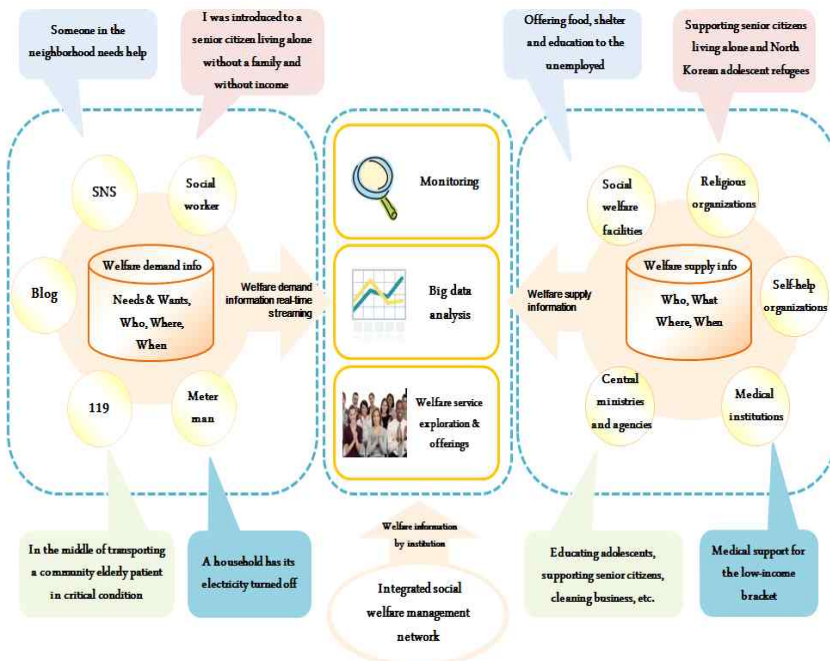 Someone in the
neighborhood needs help
I was introduced to a
senior citizen living alone
without a family and
without income
Offering food, shelter
and education to the
unemployed
Supporting senior citizens
living alone and North
Korean adolescent refugees
SNS
Social
worker
Blog
Welfare demand info
Needs & Wants,
Who, Where,
When
119
Meter
man
Welfare demand
information real-time
streaming
Monitoring
Big data
analysis
Welfare service
exploration &
offerings
Welfare supply
information
Social
welfare
facilities
Religious
organizations
Welfare supply info
Who, What
Where, When
Self-help
organizations
Central
ministries
and agencies
Medical
institutions
In the middle of transporting
a community elderly patient
in critical condition
A household has its
electricity turned off
Welfare information
by institution
Integrated social
welfare management
network
Educating adolescents,
supporting senior citizens,
cleaning business, etc.
Medical support for
the low-income
bracket